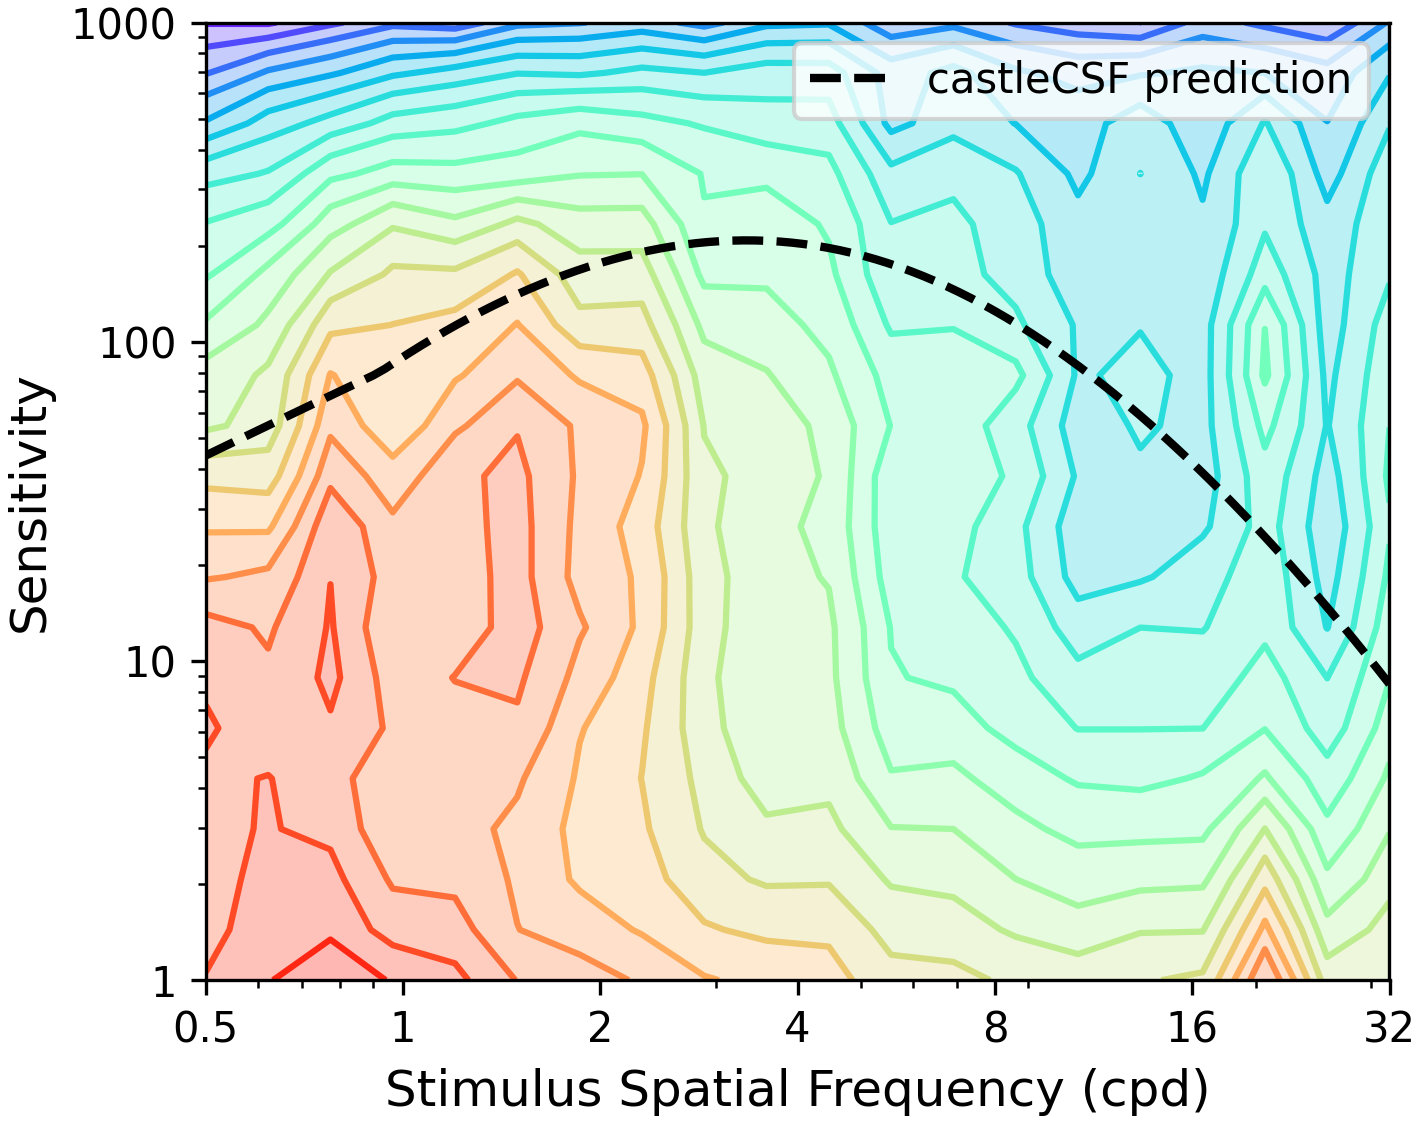 1000
castleCSF prediction
100
Sensitivity
10
1
0.5 1 2 4 8 16 32
Stimulus Spatial Frequency (cpd)